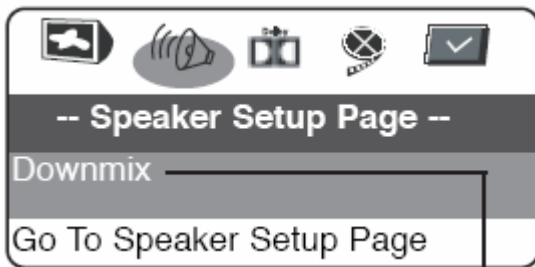 -- Speaker Setup Page --
Downmix
Go To Speaker Setup Page